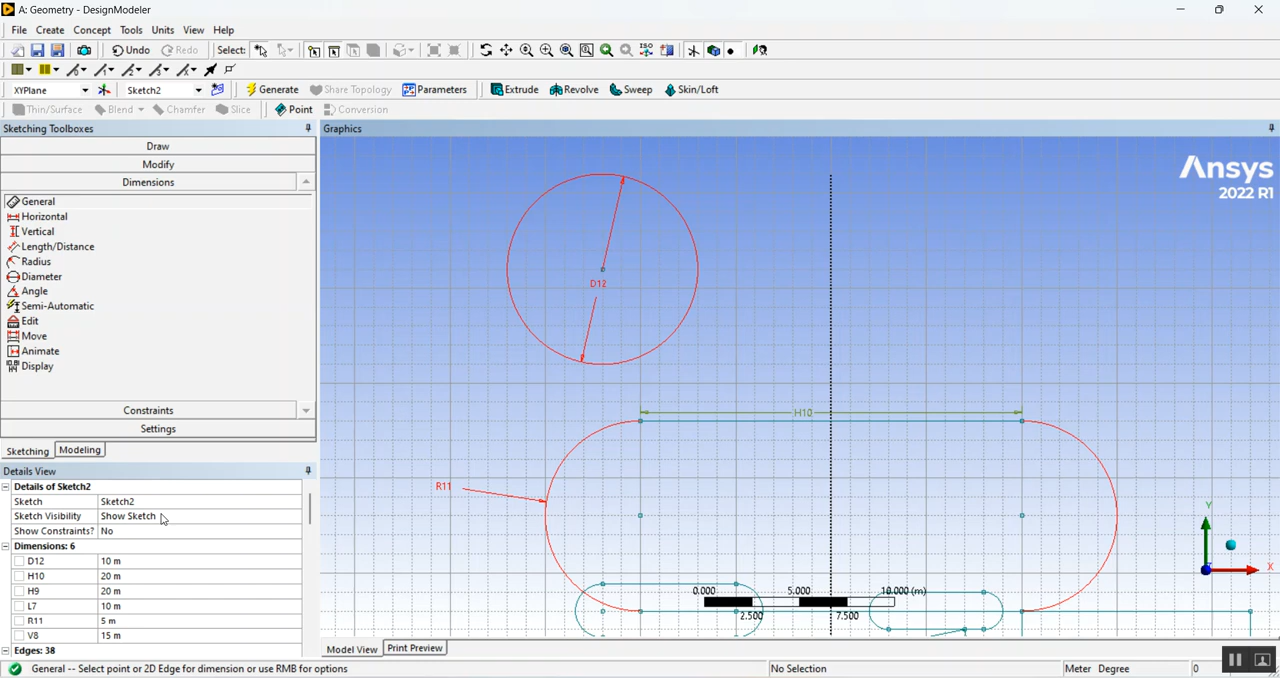 A: Geometry - DesignModeler
File Create Concept Tools Units View Help
Undo Redo Select:
XYPlane Sketch2 Generate Share Topology Parameters Extrude Revolve Sweep Skin/Loft
Thin/Surface Blend Chamfer Slice Point Conversion
Sketching Toolboxes
Draw
Modify
Dimensions
General
Horizontal
Vertical
Length/Distance
Radius
Diameter
Angle
Semi-Automatic
Edit
Move
Animate
Display
Constraints
Settings
Sketching Modeling
Details View
Details of Sketch2
Sketch Sketch2
Sketch Visibility Show Sketch
Show Constraints? No
Dimensions: 6
D12 10 m
H10 20 m
H9 20 m
L7 10 m
R11 5 m
V8 15 m
Edges: 38
Graphics
Ansys
2022 R1
D12
H10
R11
Y
X
0.000 5.000 10.000 (m)
2.500 7.500
Model View Print Preview
General -- Select point or 2D Edge for dimension or use RMB for options No Selection Meter Degree 0